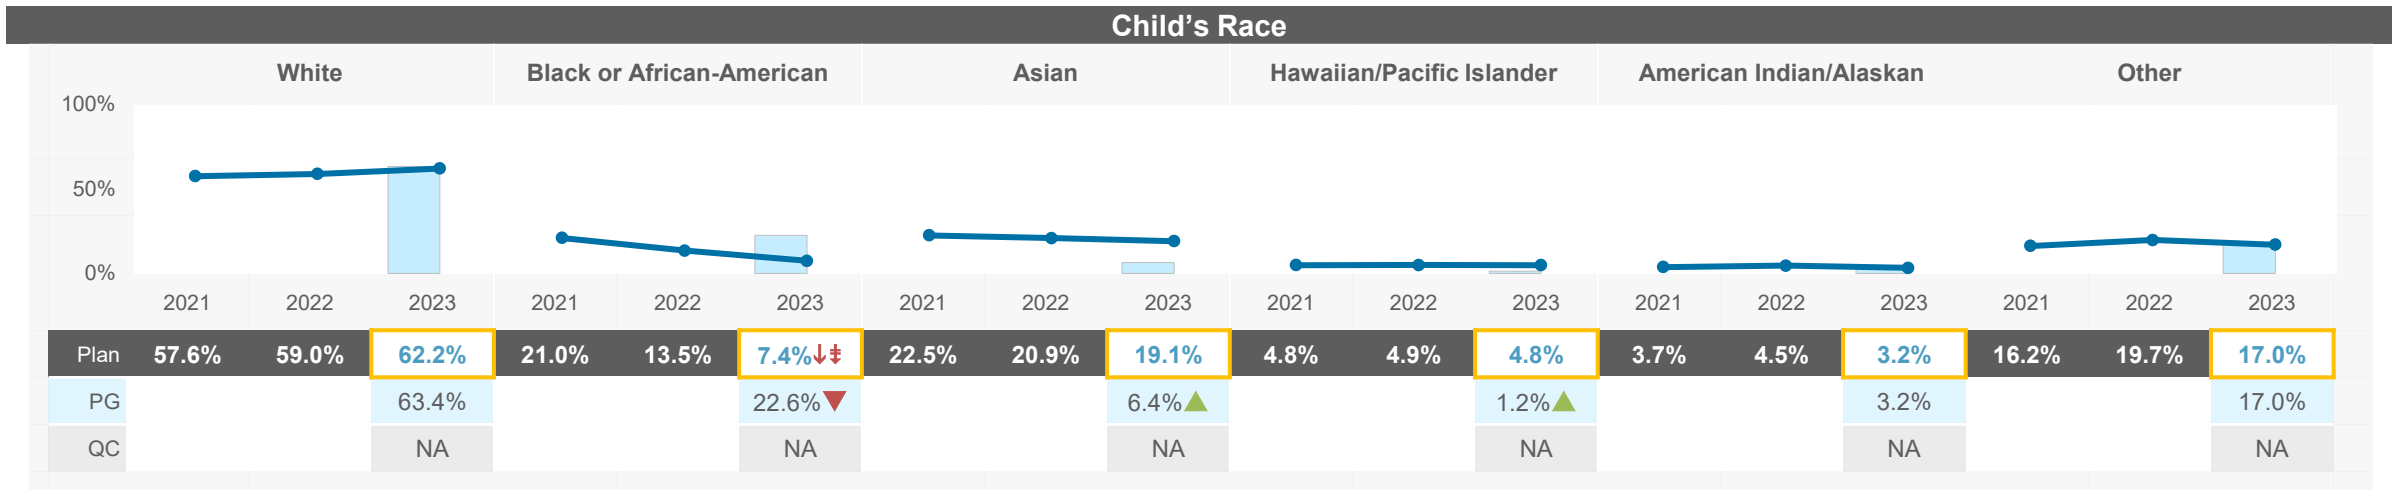 Child’s Race
White Black or African-American Asian Hawaiian/Pacific Islander American Indian/Alaskan Other
100%
50%
0%
2021 2022 2023 2021 2022 2023 2021 2022 2023 2021 2022 2023 2021 2022 2023 2021 2022 2023
Plan 57.6% 59.0% 62.2% 21.0% 13.5% 7.4%↓⇟ 22.5% 20.9% 19.1% 4.8% 4.9% 4.8% 3.7% 4.5% 3.2% 16.2% 19.7% 17.0%
PG 63.4% 22.6%▼ 6.4%▲ 1.2%▲ 3.2% 17.0%
QC NA NA NA NA NA NA